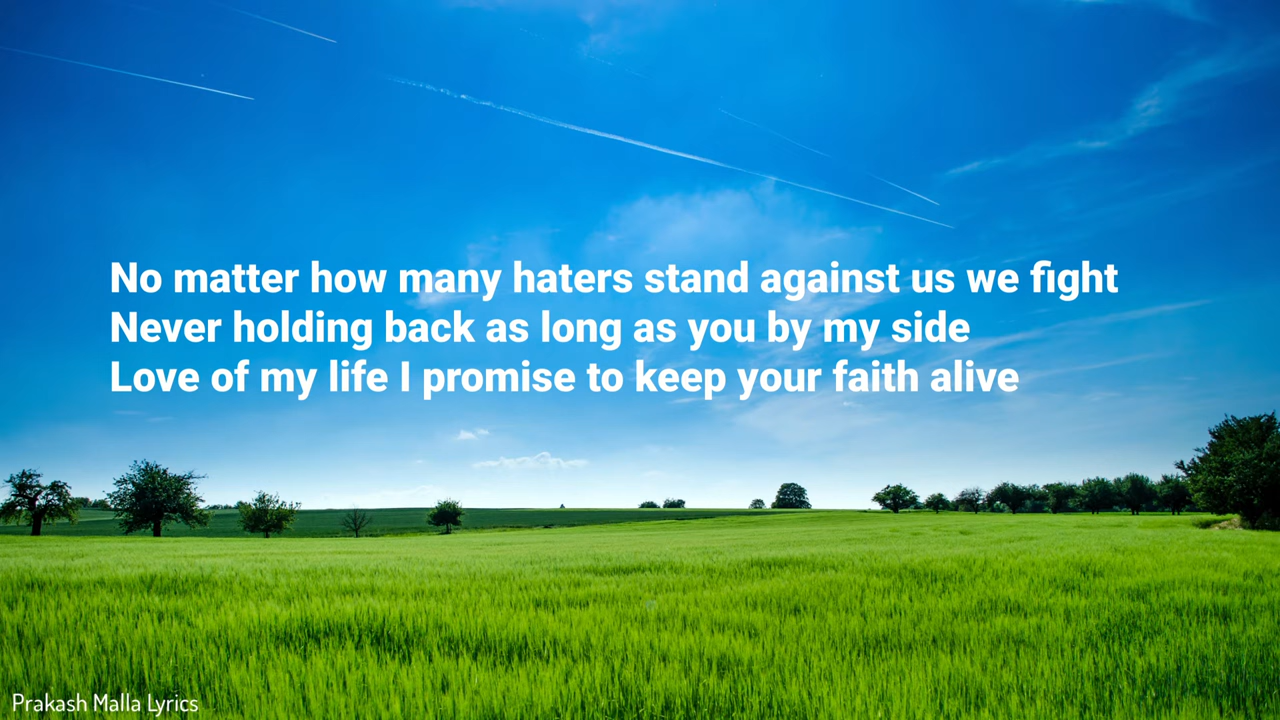 No matter how many haters stand against us we fight
Never holding back as long as you by my side
Love of my life I promise to keep your faith alive
Prakash Malla Lyrics